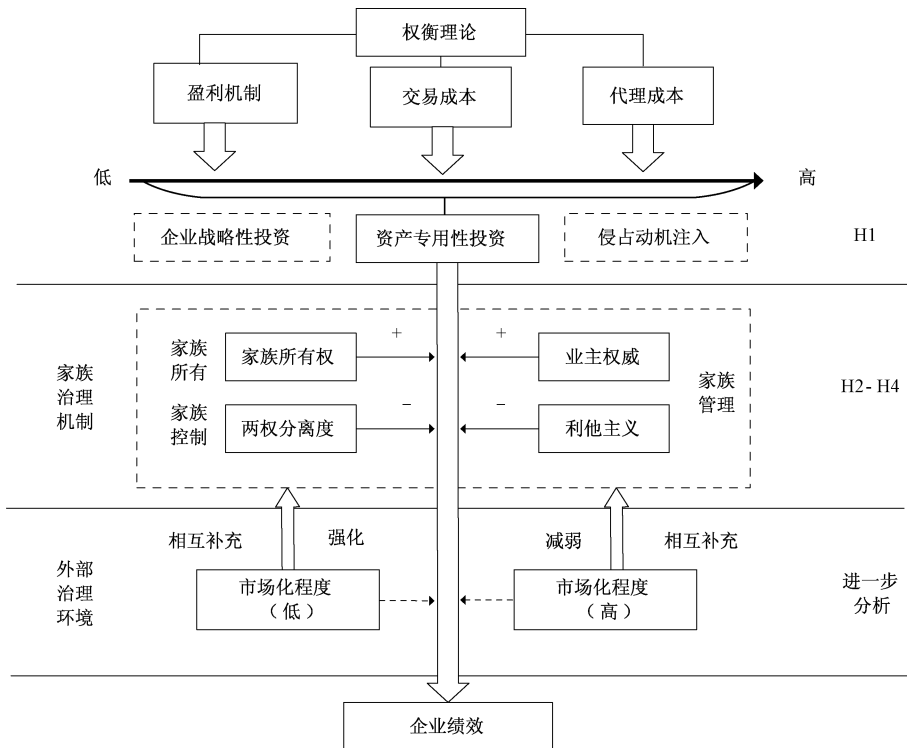 权衡理论
盈利机制
交易成本
代理成本
低
高
企业战略性投资
资产专用性投资
侵占动机注入
H1
+
+
家族
所有
家族所有权
业主权威
家族
治理
机制
家族
管理
H2-H4
−
−
家族
控制
两权分离度
利他主义
相互补充
强化
减弱
相互补充
外部
治理
环境
市场化程度
（低）
市场化程度
（高）
进一步
分析
企业绩效